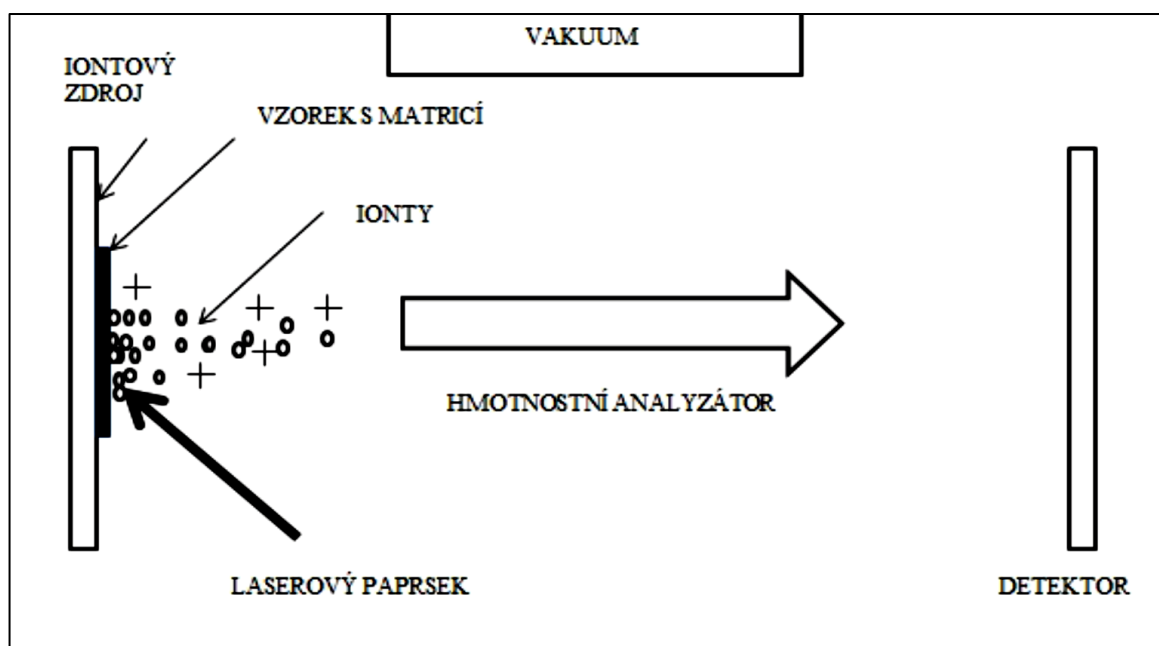 VAKUUM
IONTOVÝ
ZDROJ
VZOREK S MATRICÍ
IONTY
HMOTNOSTNÍ ANALYZÁTOR
LASEROVÝ PAPRSEK
DETEKTOR